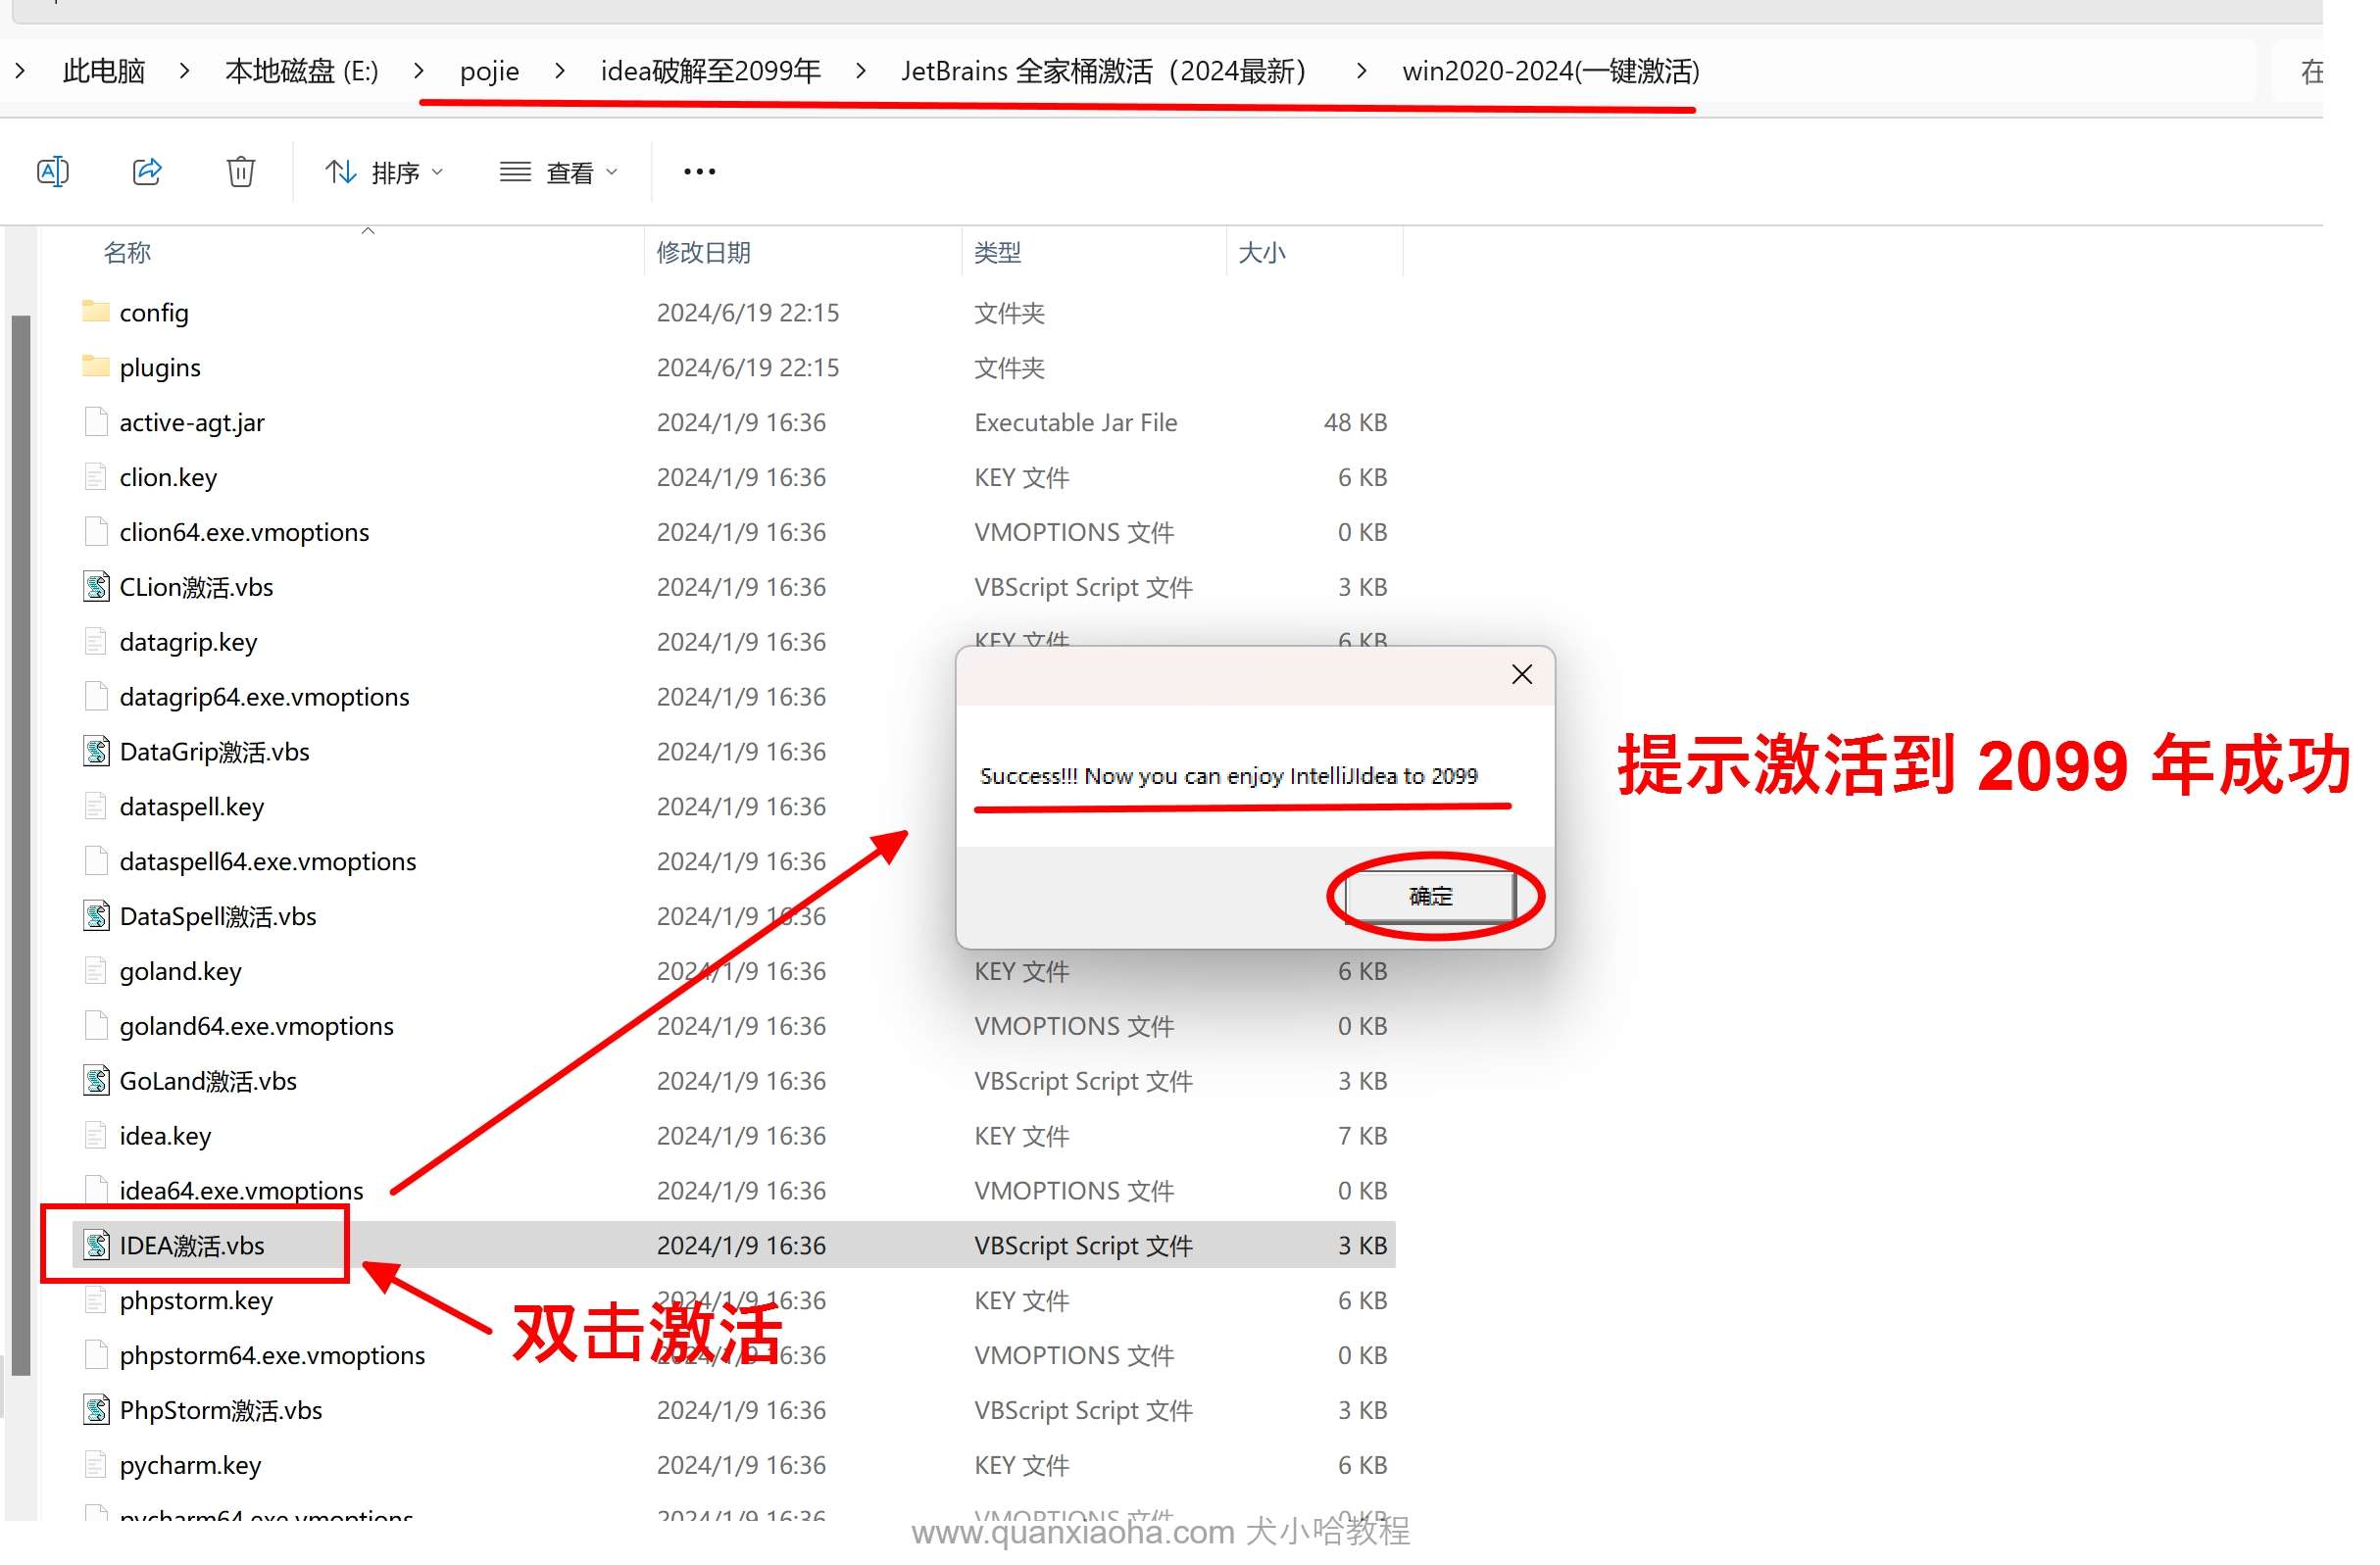 此电脑 > 本地磁盘 (E:) > pojie > idea破解至2099年 > JetBrains 全家桶激活（2024最新） > win2020-2024(一键激活)
在
排序 查看
名称 修改日期 类型 大小
config 2024/6/19 22:15 文件夹
plugins 2024/6/19 22:15 文件夹
active-agt.jar 2024/1/9 16:36 Executable Jar File 48 KB
clion.key 2024/1/9 16:36 KEY 文件 6 KB
clion64.exe.vmoptions 2024/1/9 16:36 VMOPTIONS 文件 0 KB
CLion激活.vbs 2024/1/9 16:36 VBScript Script 文件 3 KB
datagrip.key 2024/1/9 16:36 KEY 文件 6 KB
datagrip64.exe.vmoptions 2024/1/9 16:36
DataGrip激活.vbs 2024/1/9 16:36
Success!!! Now you can enjoy IntelliJIdea to 2099
提示激活到 2099 年成功
dataspell.key 2024/1/9 16:36
dataspell64.exe.vmoptions 2024/1/9 16:36
确定
DataSpell激活.vbs 2024/1/9 16:36
goland.key 2024/1/9 16:36 KEY 文件 6 KB
goland64.exe.vmoptions 2024/1/9 16:36 VMOPTIONS 文件 0 KB
GoLand激活.vbs 2024/1/9 16:36 VBScript Script 文件 3 KB
idea.key 2024/1/9 16:36 KEY 文件 7 KB
idea64.exe.vmoptions 2024/1/9 16:36 VMOPTIONS 文件 0 KB
IDEA激活.vbs 2024/1/9 16:36 VBScript Script 文件 3 KB
phpstorm.key 2024/1/9 16:36 KEY 文件 6 KB
双击激活
phpstorm64.exe.vmoptions 2024/1/9 16:36 VMOPTIONS 文件 0 KB
PhpStorm激活.vbs 2024/1/9 16:36 VBScript Script 文件 3 KB
pycharm.key 2024/1/9 16:36 KEY 文件 6 KB
pycharm64.exe.vmoptions 2024/1/9 16:36 VMOPTIONS 文件 0 KB
www.quanxiaoha.com 犬小哈教程